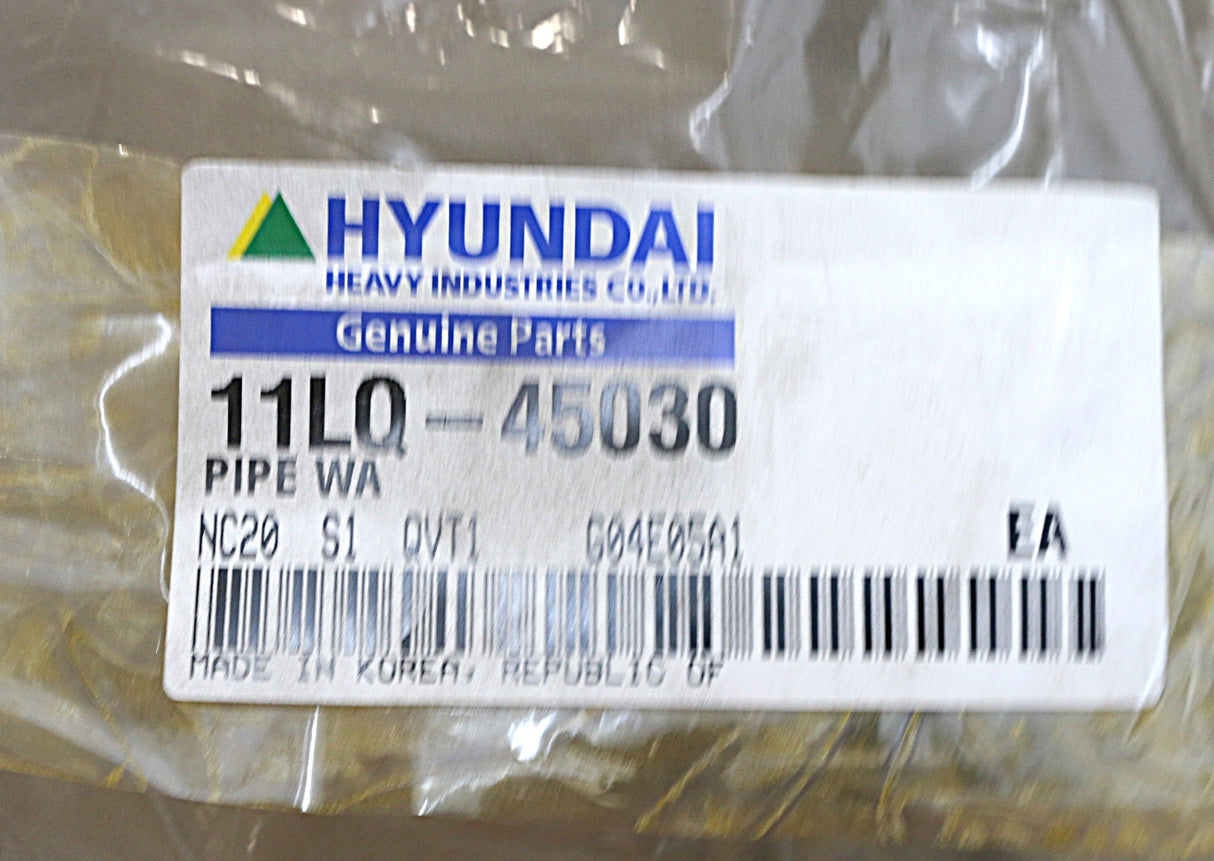 HYUNDAI
HEAVY INDUSTRIES CO.,LTD.
Genuine Parts
11LQ-45030
PIPE WA
NC20 S1 QVT1 G04E05A1 EA
MADE IN KOREA, REPUBLIC OF